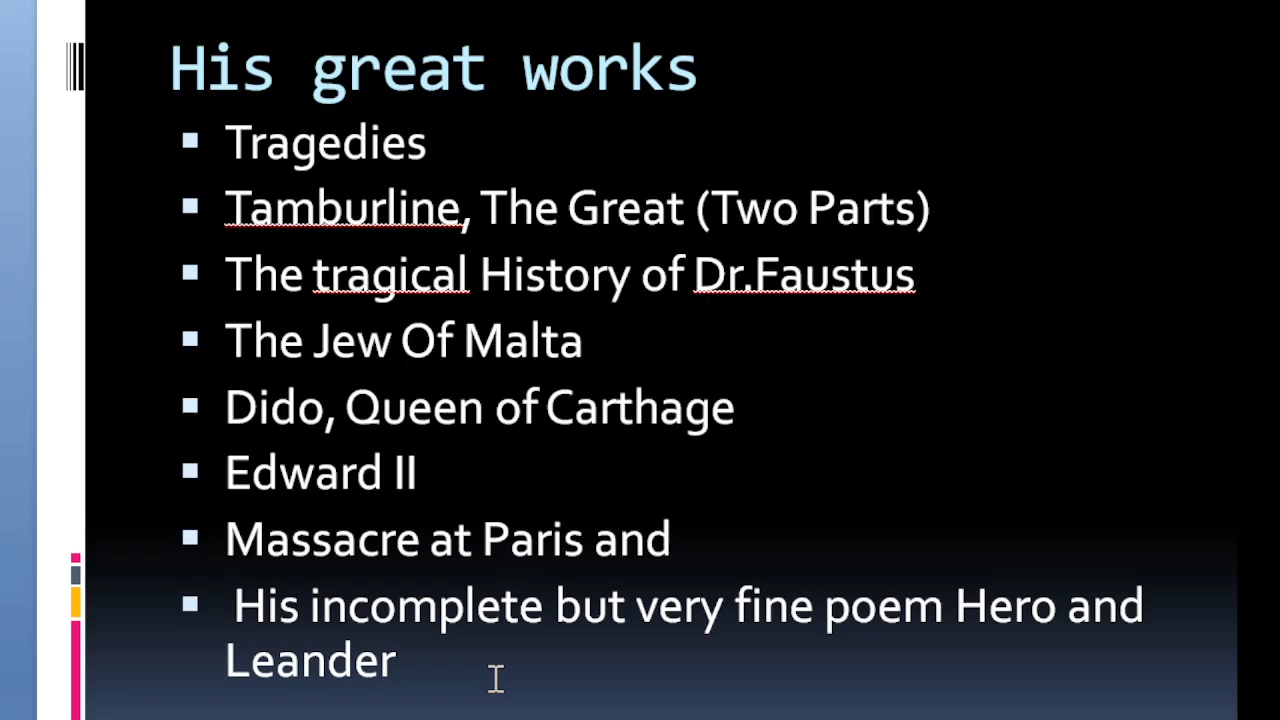 His great works
Tragedies
Tamburline, The Great (Two Parts)
The tragical History of Dr.Faustus
The Jew Of Malta
Dido, Queen of Carthage
Edward II
Massacre at Paris and
His incomplete but very fine poem Hero and
Leander